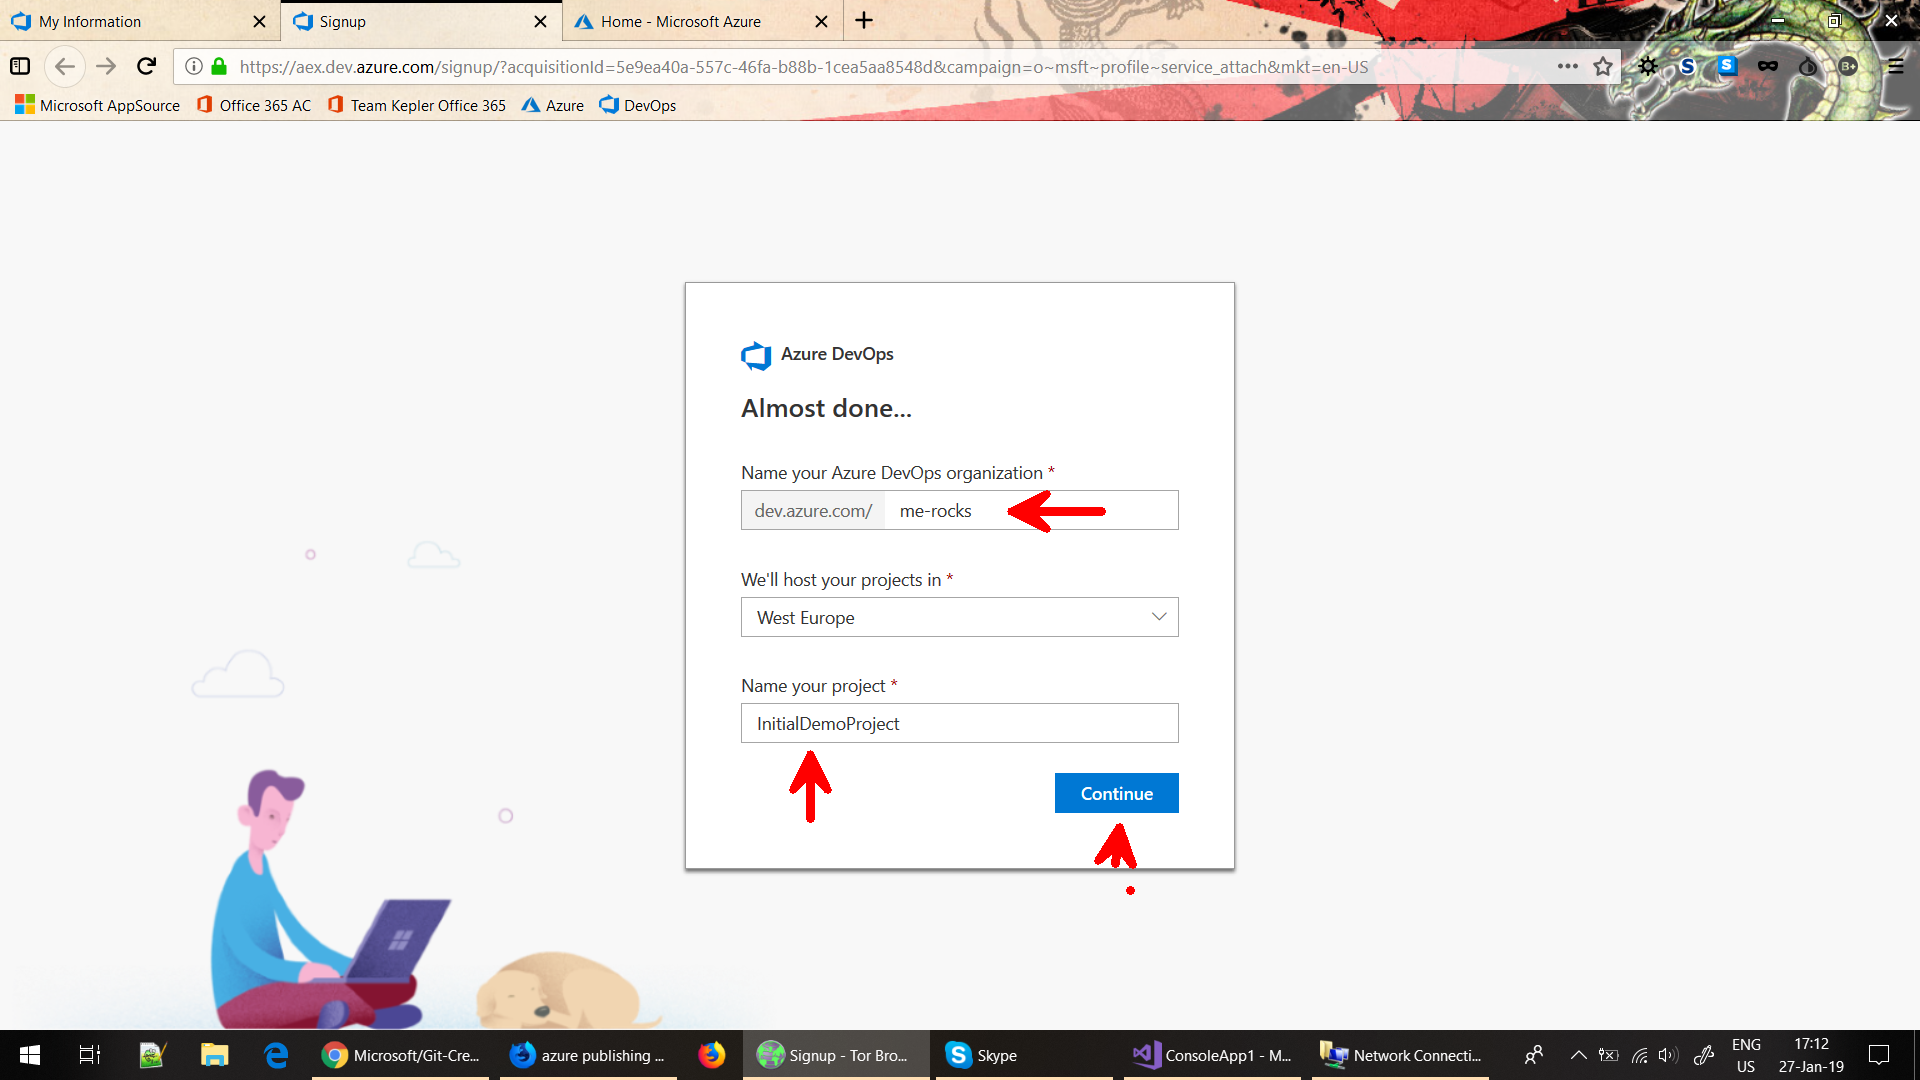 My Information
Signup
Home - Microsoft Azure
https://aex.dev.azure.com/signup/?acquisitionId=5e9ea40a-557c-46fa-b88b-1cea5aa8548d&campaign=o~msft~profile~service_attach&mkt=en-US
S
S
B+
Microsoft AppSource
Office 365 AC
Team Kepler Office 365
Azure
DevOps
Azure DevOps
Almost done...
Name your Azure DevOps organization *
dev.azure.com/ me-rocks
We'll host your projects in *
West Europe
Name your project *
InitialDemoProject
Continue
Microsoft/Git-Cre...
azure publishing ...
Signup - Tor Bro...
Skype
ConsoleApp1 - M...
Network Connecti...
ENG
US
17:12
27-Jan-19